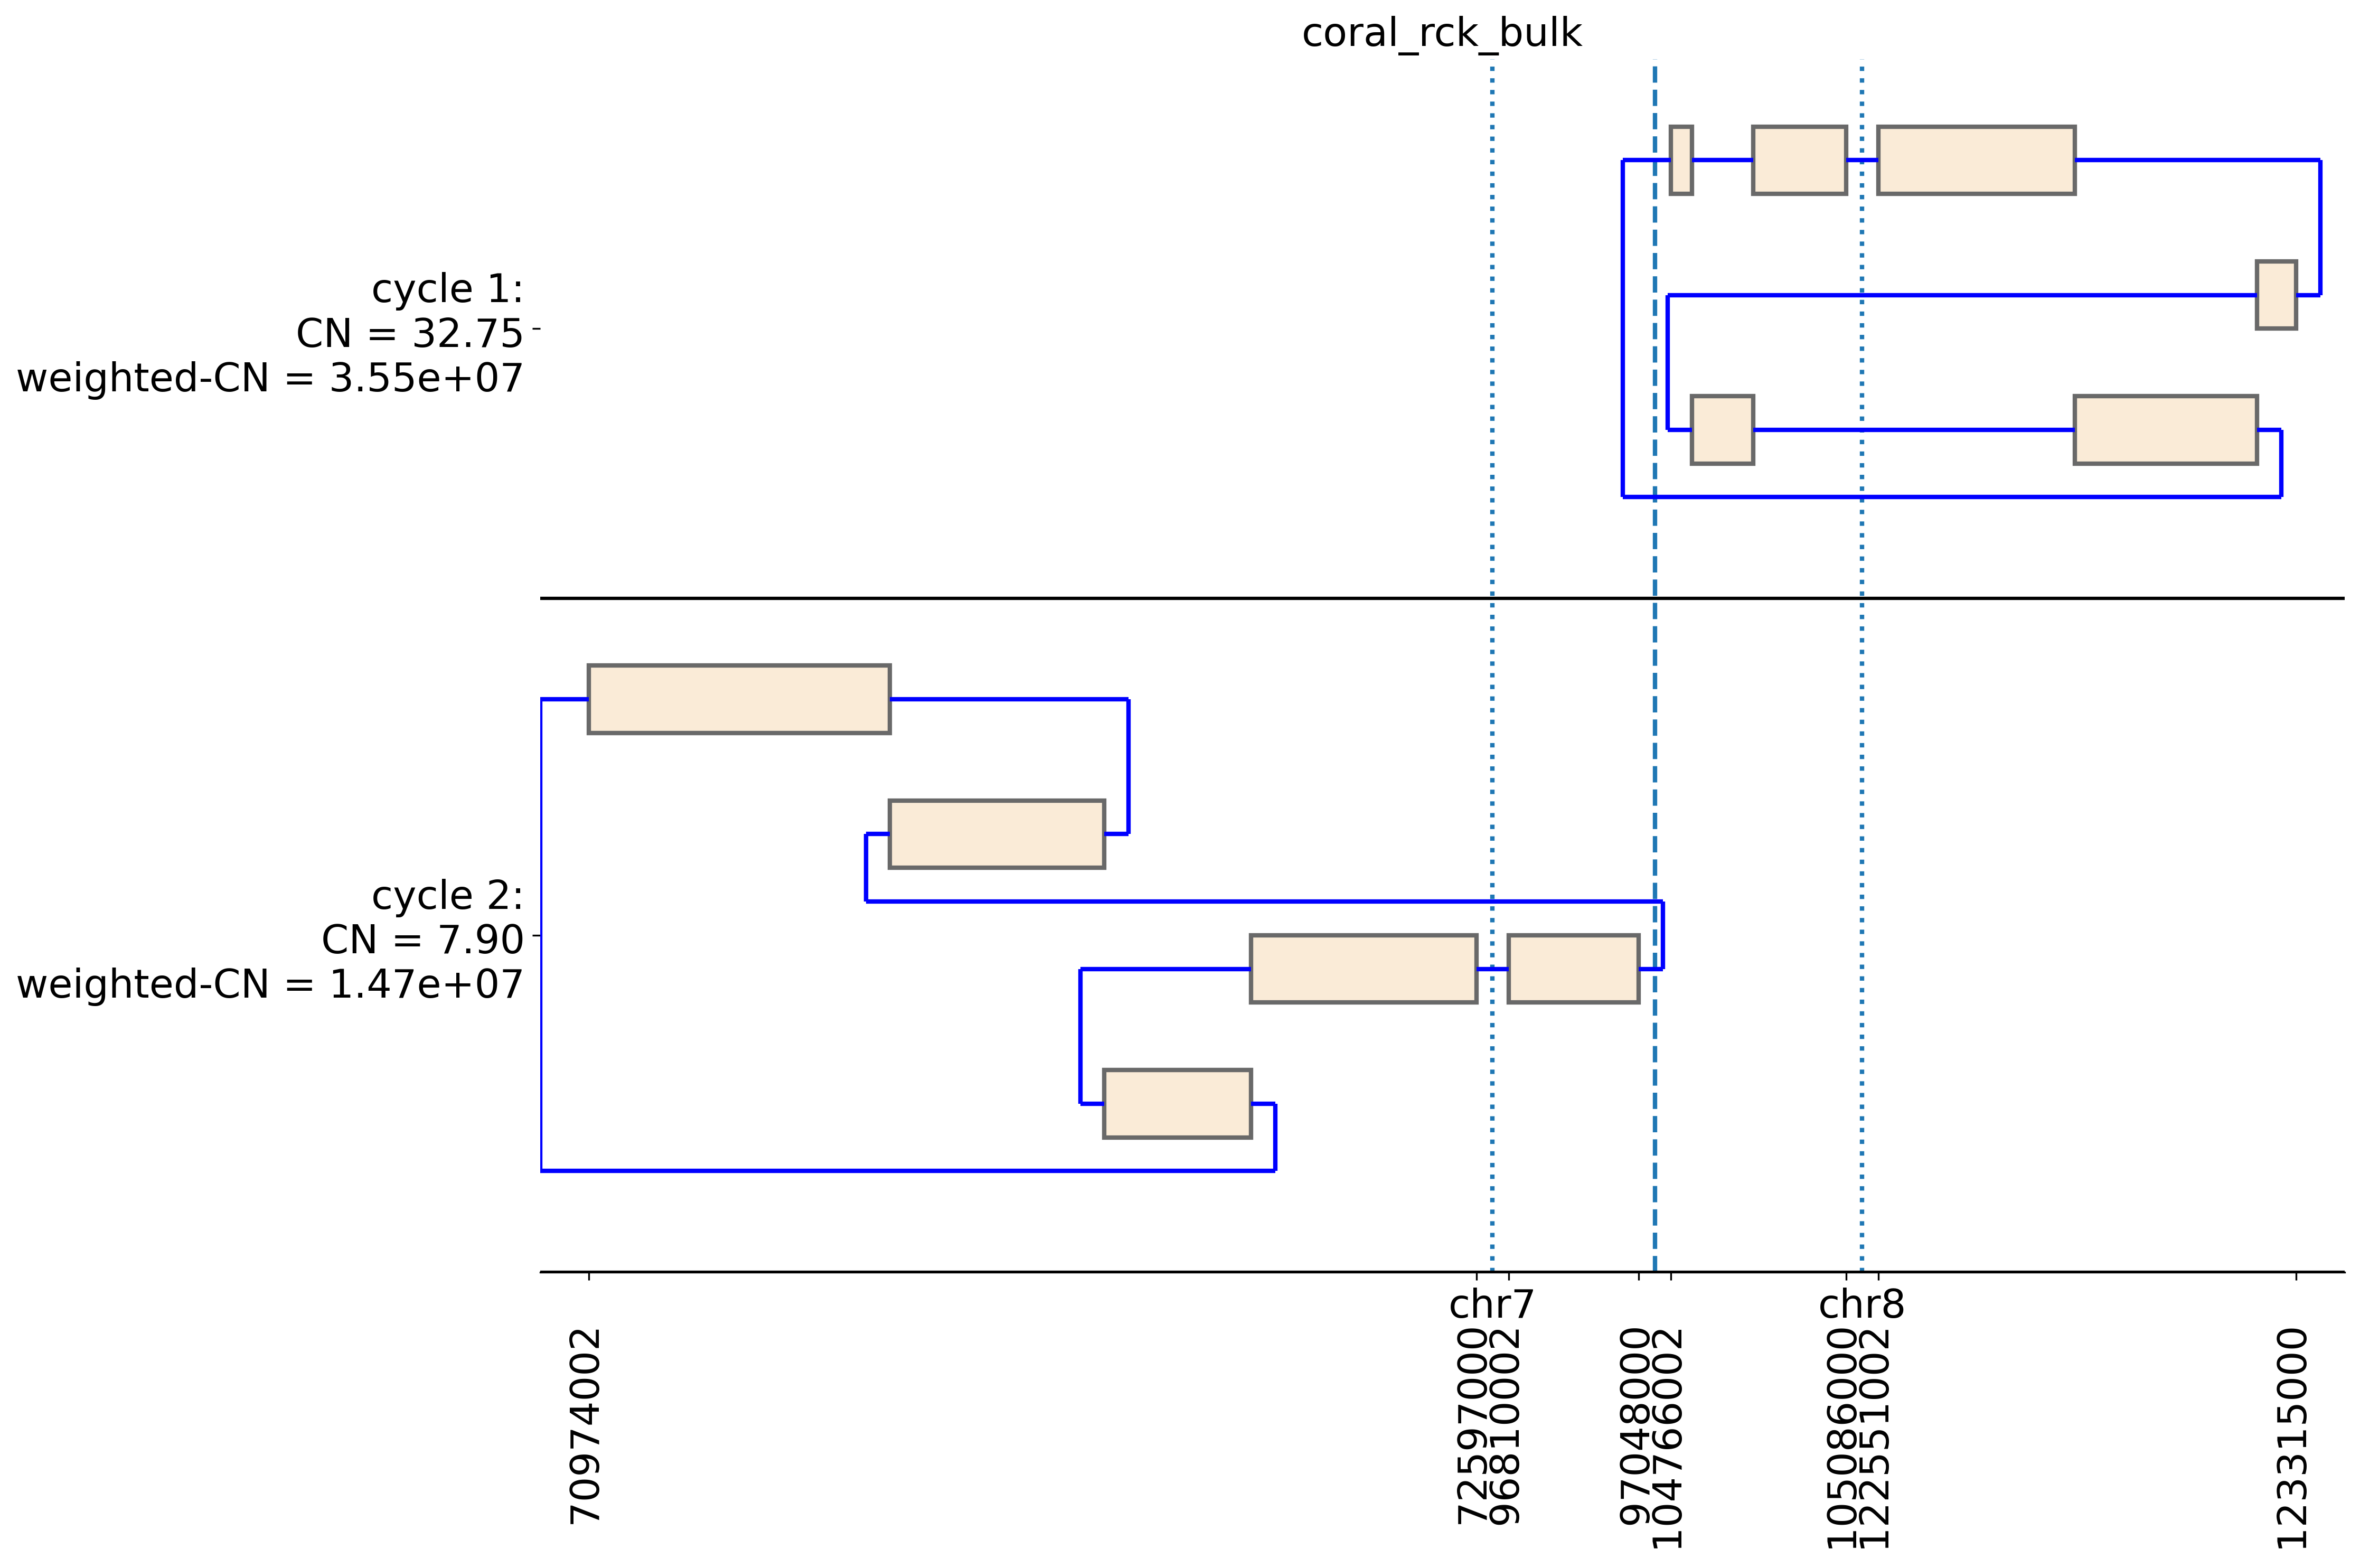 coral_rck_bulk
cycle 1:
CN = 32.75
weighted-CN = 3.55e+07
cycle 2:
CN = 7.90
weighted-CN = 1.47e+07
chr7
chr8
70974002
72597000
96810002
97048000
104766002
105086000
122551002
123315000